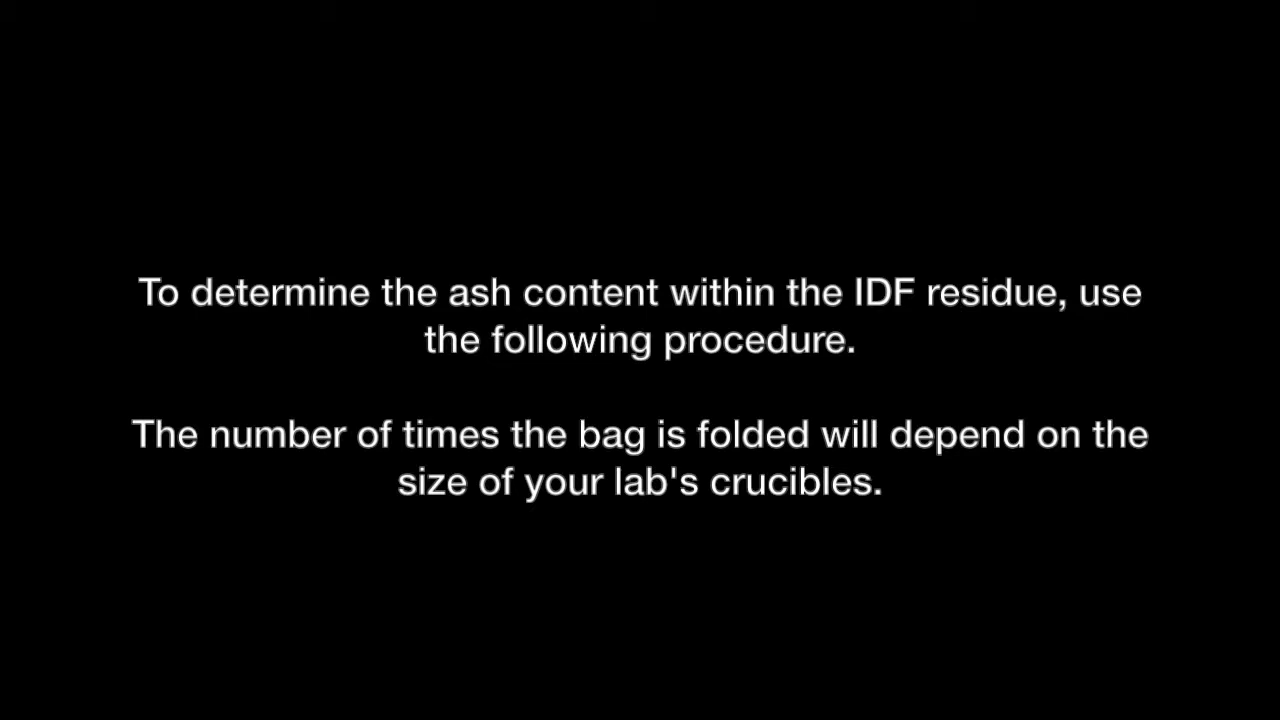 To determine the ash content within the IDF residue, use
the following procedure.
The number of times the bag is folded will depend on the
size of your lab's crucibles.